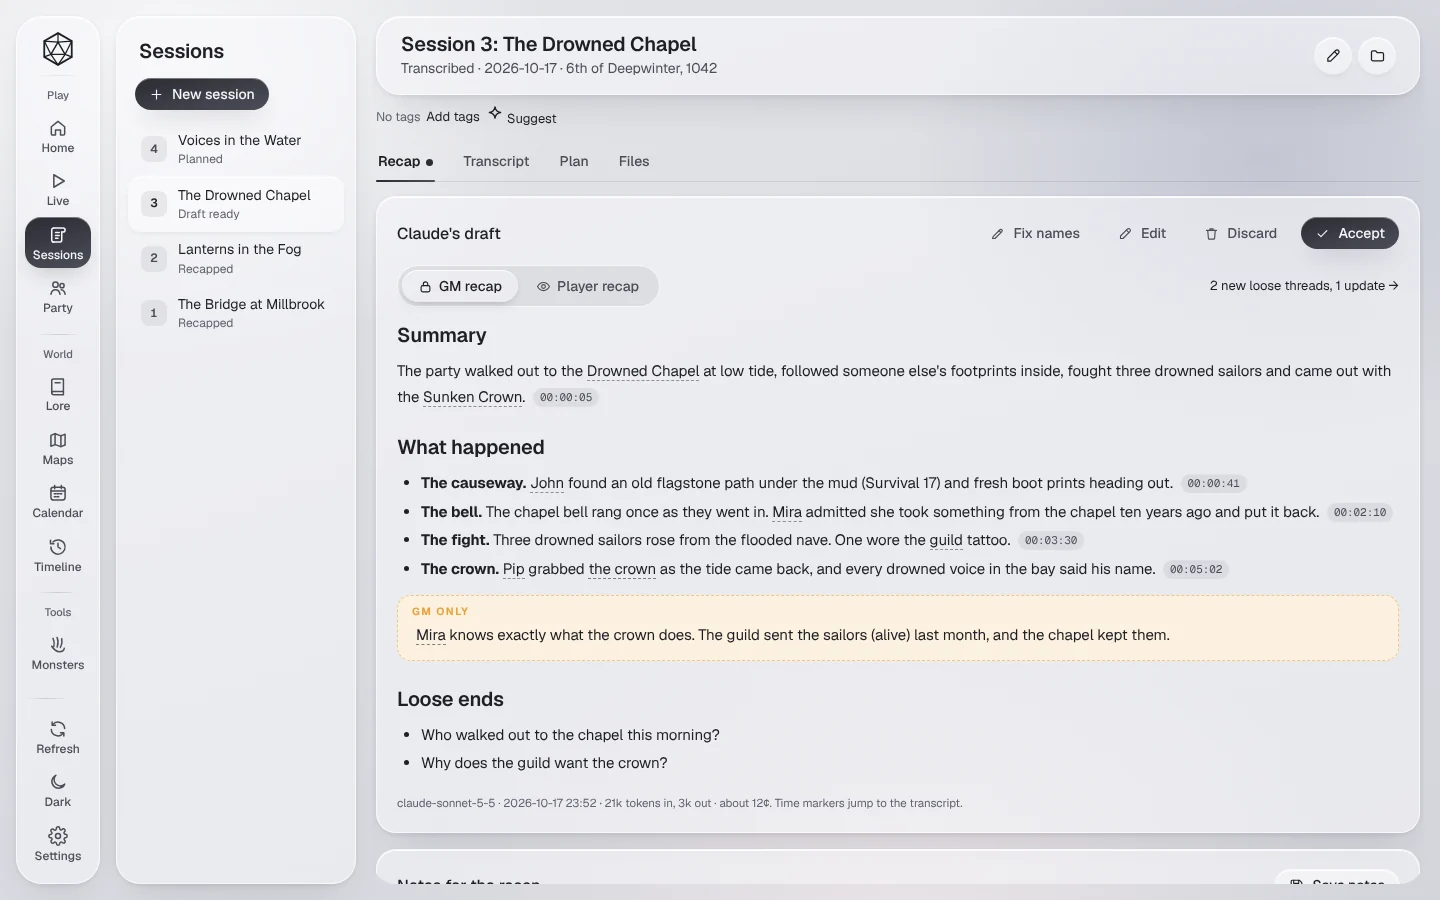 Play
Home
Live
Sessions
Party
World
Lore
Maps
Calendar
Timeline
Tools
Monsters
Refresh
Dark
Settings
Sessions
New session
4
Voices in the Water
Planned
3
The Drowned Chapel
Draft ready
2
Lanterns in the Fog
Recapped
1
The Bridge at Millbrook
Recapped
Session 3: The Drowned Chapel
Transcribed · 2026-10-17 · 6th of Deepwinter, 1042
No tags Add tags Suggest
Recap Transcript Plan Files
Claude's draft
Fix names Edit Discard Accept
GM recap Player recap
2 new loose threads, 1 update →
Summary
The party walked out to the Drowned Chapel at low tide, followed someone else's footprints inside, fought three drowned sailors and came out with
the Sunken Crown. 00:00:05
What happened
• The causeway. John found an old flagstone path under the mud (Survival 17) and fresh boot prints heading out. 00:00:41
• The bell. The chapel bell rang once as they went in. Mira admitted she took something from the chapel ten years ago and put it back. 00:02:10
• The fight. Three drowned sailors rose from the flooded nave. One wore the guild tattoo. 00:03:30
• The crown. Pip grabbed the crown as the tide came back, and every drowned voice in the bay said his name. 00:05:02
GM ONLY
Mira knows exactly what the crown does. The guild sent the sailors (alive) last month, and the chapel kept them.
Loose ends
• Who walked out to the chapel this morning?
• Why does the guild want the crown?
claude-sonnet-5-5 · 2026-10-17 23:52 · 21k tokens in, 3k out · about 12¢. Time markers jump to the transcript.
Notes for the recap
Save notes